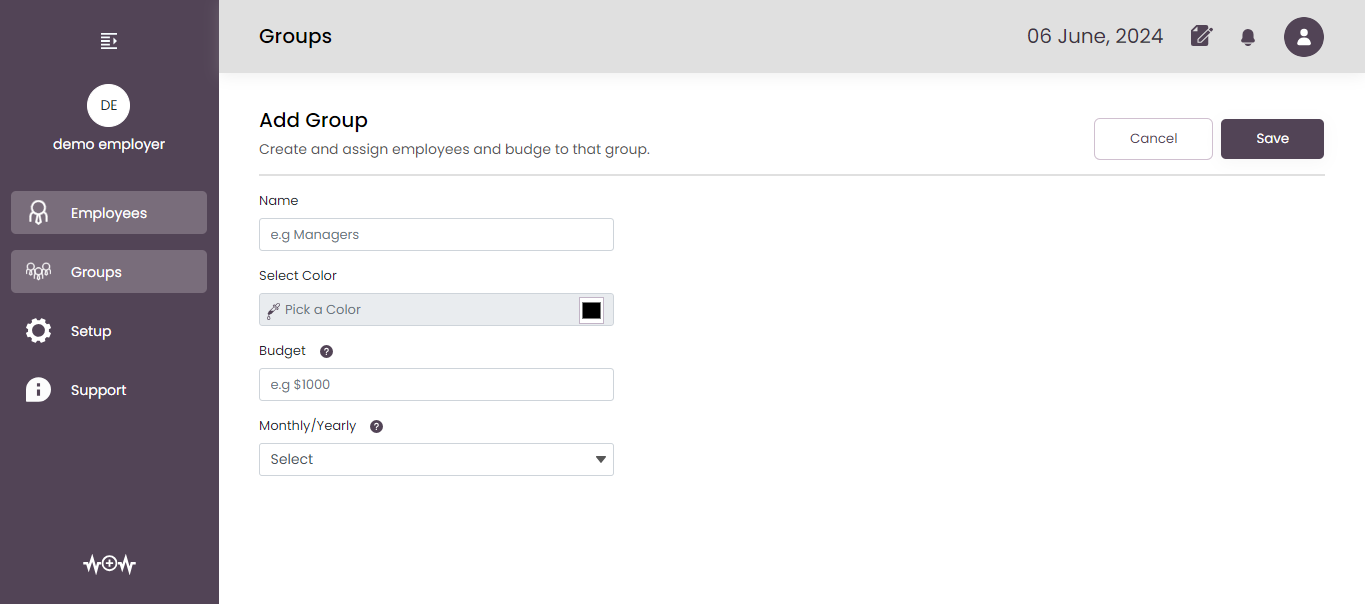 DE
demo employer
Employees
Groups
Setup
Support
Groups
06 June, 2024
Add Group
Create and assign employees and budget to that group.
Cancel
Save
Name
e.g Managers
Select Color
Pick a Color
Budget ?
e.g $1000
Monthly/Yearly ?
Select